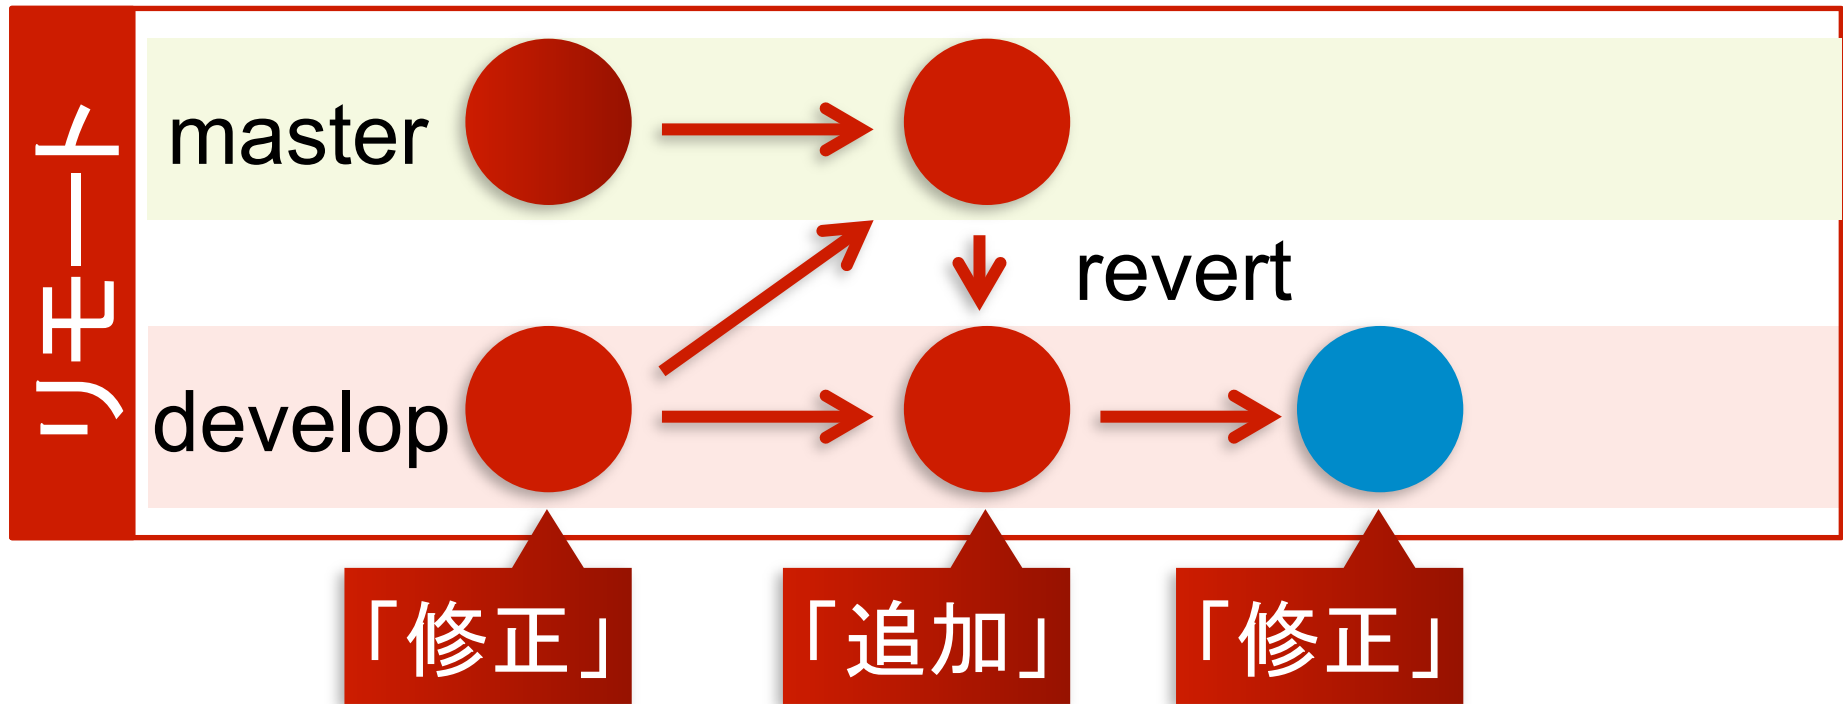 リモート
master
revert
develop
「修正」
「追加」
「修正」